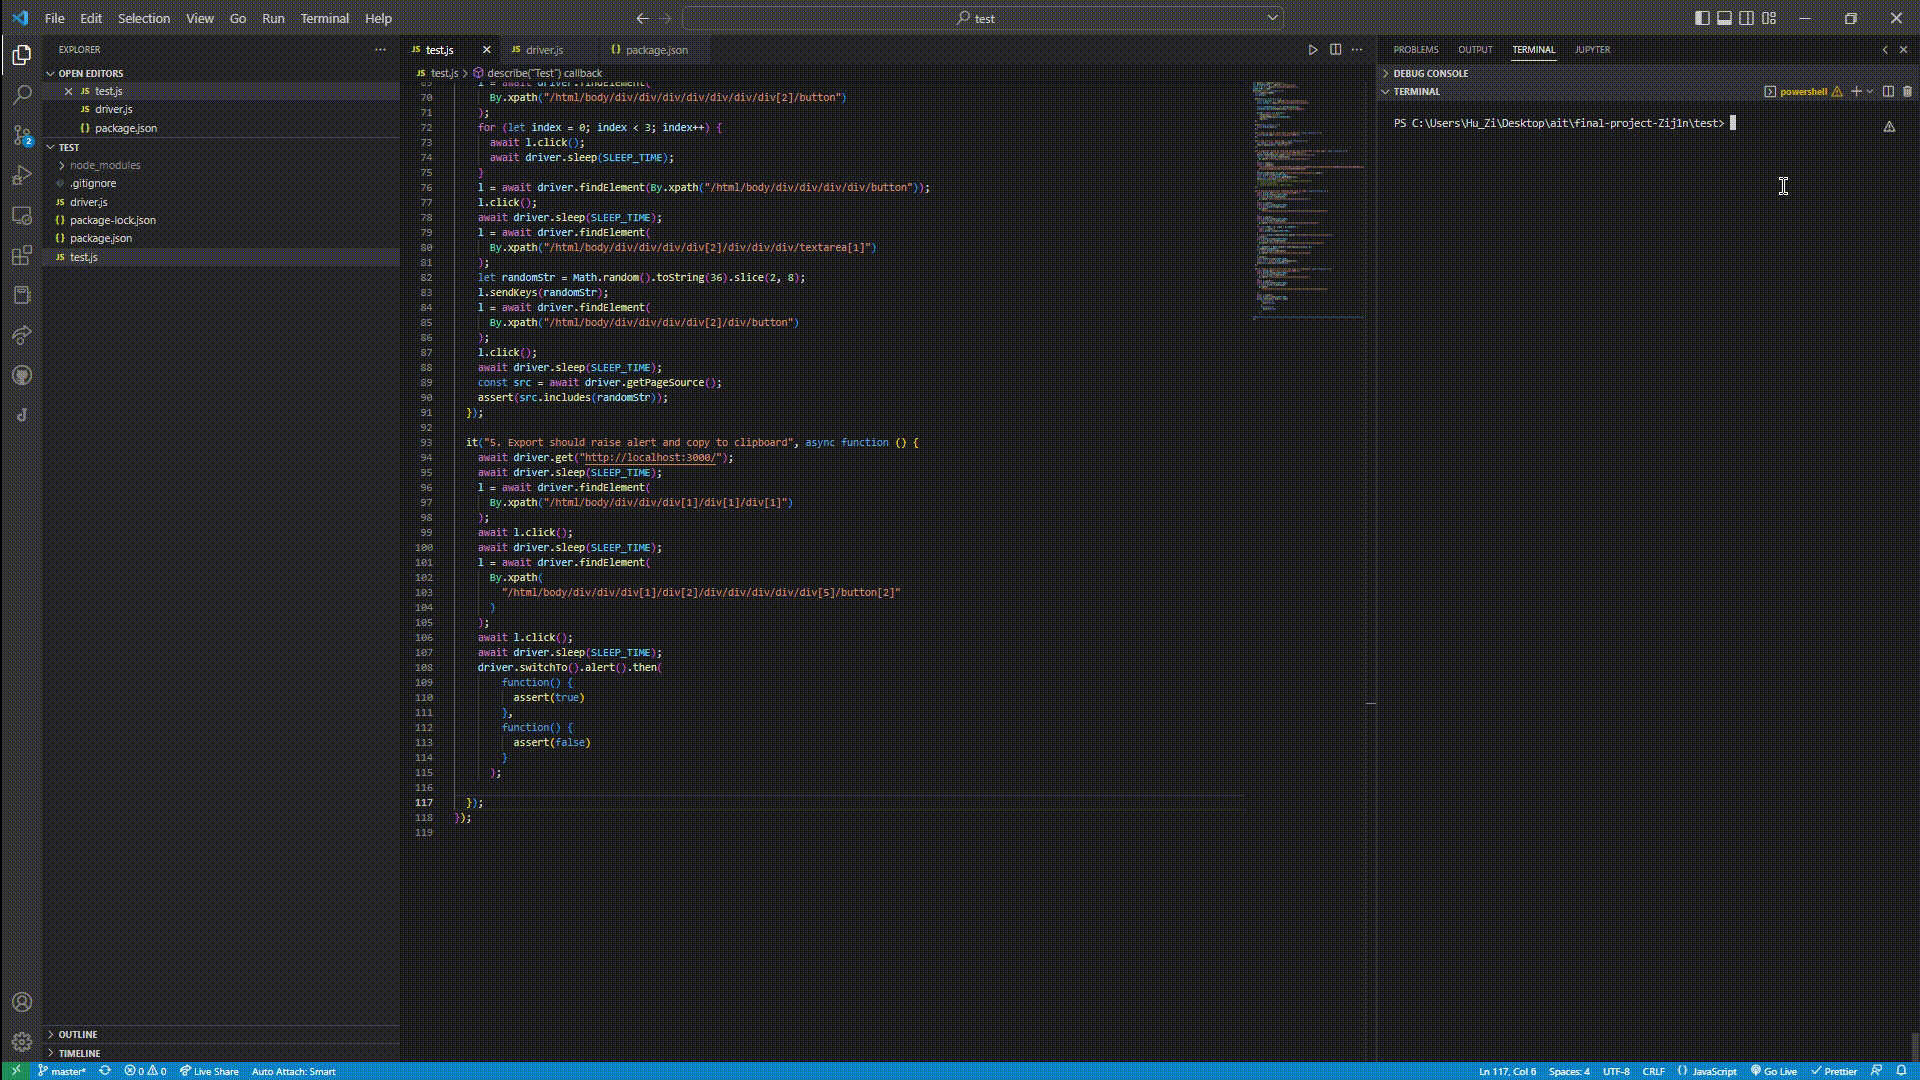 File Edit Selection View Go Run Terminal Help
test
EXPLORER
OPEN EDITORS
JS test.js
JS driver.js
{} package.json
2
TEST
node_modules
.gitignore
JS driver.js
{} package-lock.json
{} package.json
JS test.js
OUTLINE
TIMELINE
JS test.js JS driver.js {} package.json
JS test.js > describe("Test") callback
69 l = await driver.findElement(
70 By.xpath("/html/body/div/div/div/div/div/div/div/div[2]/button")
71 );
72 for (let index = 0; index < 3; index++) {
73 await l.click();
74 await driver.sleep(SLEEP_TIME);
75 }
76 l = await driver.findElement(By.xpath("/html/body/div/div/div/div/div/button"));
77 l.click();
78 await driver.sleep(SLEEP_TIME);
79 l = await driver.findElement(
80 By.xpath("/html/body/div/div/div/div[2]/div/div/div/textarea[1]")
81 );
82 let randomStr = Math.random().toString(36).slice(2, 8);
83 l.sendKeys(randomStr);
84 l = await driver.findElement(
85 By.xpath("/html/body/div/div/div/div[2]/div/button")
86 );
87 l.click();
88 await driver.sleep(SLEEP_TIME);
89 const src = await driver.getPageSource();
90 assert(src.includes(randomStr));
91 });
92
93 it("5. Export should raise alert and copy to clipboard", async function () {
94 await driver.get("http://localhost:3000/");
95 await driver.sleep(SLEEP_TIME);
96 l = await driver.findElement(
97 By.xpath("/html/body/div/div/div[1]/div[1]/div[1]")
98 );
99 await l.click();
100 await driver.sleep(SLEEP_TIME);
101 l = await driver.findElement(
102 By.xpath(
103 "/html/body/div/div/div[1]/div[2]/div/div/div/div/div[5]/button[2]"
104 )
105 );
106 await l.click();
107 await driver.sleep(SLEEP_TIME);
108 driver.switchTo().alert().then(
109 function() {
110 assert(true)
111 },
112 function() {
113 assert(false)
114 }
115 );
116
117 });
118 });
119
PROBLEMS OUTPUT TERMINAL JUPYTER
DEBUG CONSOLE
TERMINAL
powershell
PS C:\Users\Hu_Zi\Desktop\ait\final-project-Zij1n\test>
master* 0 0 Live Share Auto Attach: Smart
Ln 117, Col 6 Spaces: 4 UTF-8 CRLF {} JavaScript Go Live Prettier